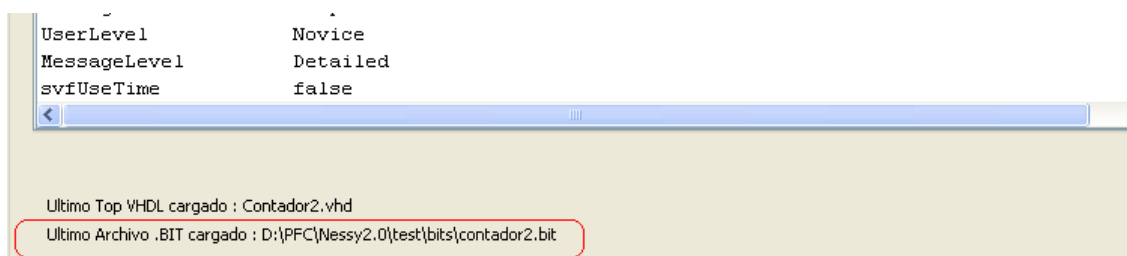 UserLevel Novice
MessageLevel Detailed
svfUseTime false
Ultimo Top VHDL cargado : Contador2.vhd
Ultimo Archivo .BIT cargado : D:\PFC\Nessy2.0\test\bits\contador2.bit